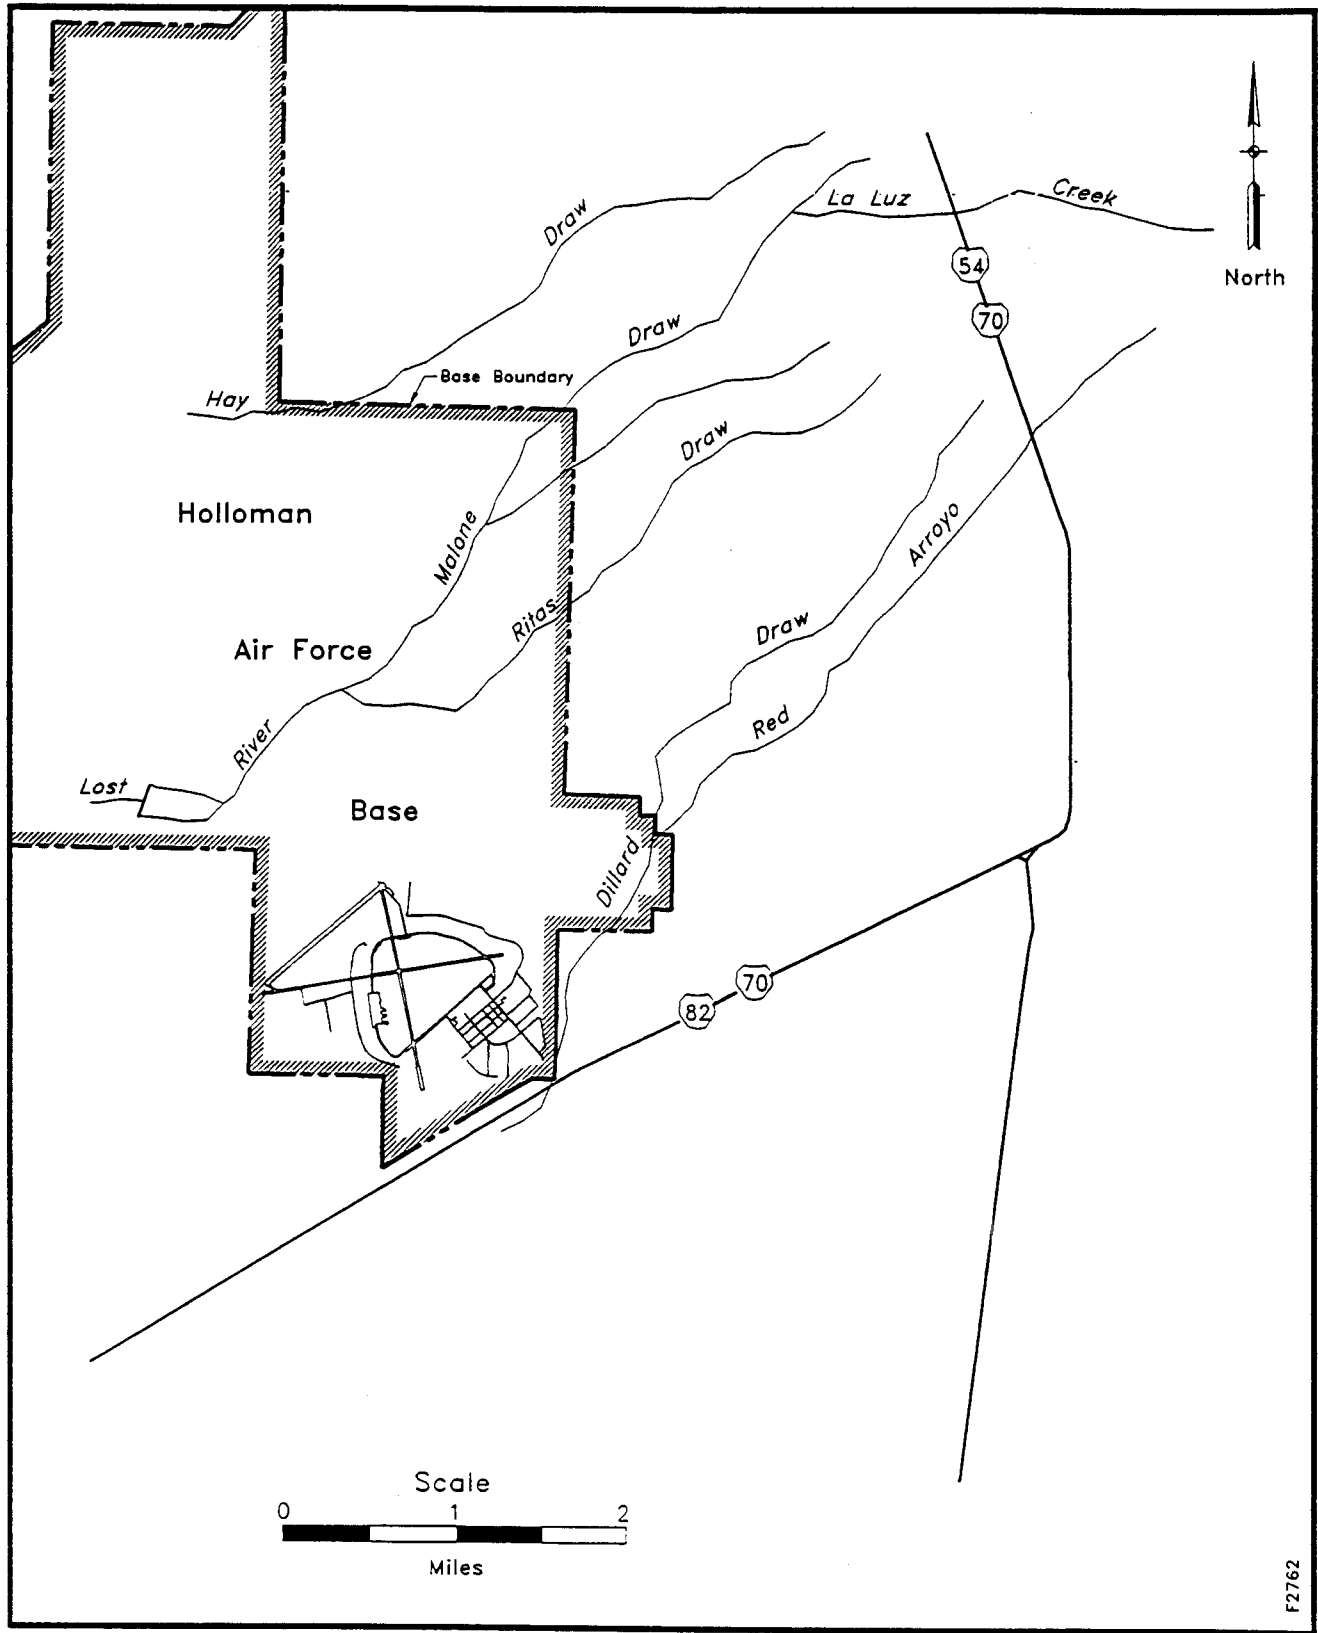 Draw
La Luz
Creek
54
North
70
Draw
Base Boundary
Hay
Draw
Holloman
Malone
Arroyo
Ritas
Draw
Air Force
Red
River
Lost
Base
Dillard
70
82
Scale
0 1 2
Miles
F2762